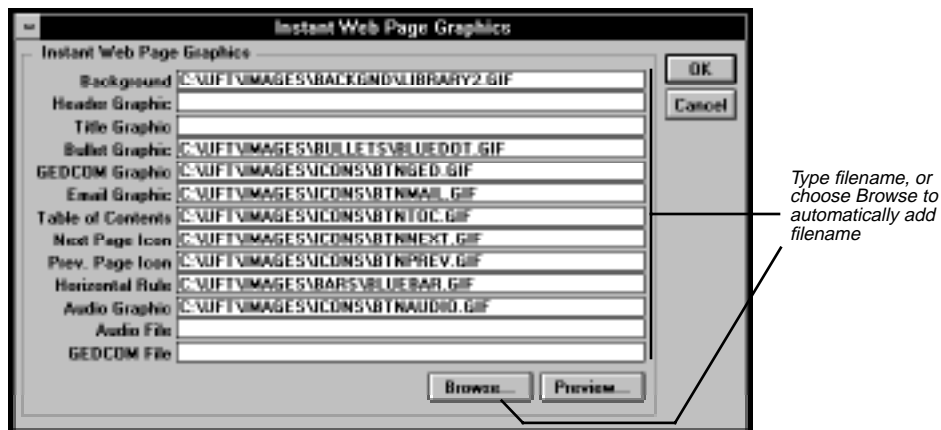 Instant Web Page Graphics
Instant Web Page Graphics
Background C:\UFT\IMAGES\BACKGND\LIBRARY2.GIF
Header Graphic
Title Graphic
Bullet Graphic C:\UFT\IMAGES\BULLETS\BLUEDOT.GIF
GEDCOM Graphic C:\UFT\IMAGES\ICONS\BTNGED.GIF
Email Graphic C:\UFT\IMAGES\ICONS\BTNMAIL.GIF
Table of Contents C:\UFT\IMAGES\ICONS\BTNTOC.GIF
Next Page Icon C:\UFT\IMAGES\ICONS\BTNNEXT.GIF
Prev. Page Icon C:\UFT\IMAGES\ICONS\BTNPREV.GIF
Horizontal Rule C:\UFT\IMAGES\BARS\BLUEBAR.GIF
Audio Graphic C:\UFT\IMAGES\ICONS\BTNAUDIO.GIF
Audio File
GEDCOM File
Browse...
Preview...
OK
Cancel
Type filename, or
choose Browse to
automatically add
filename